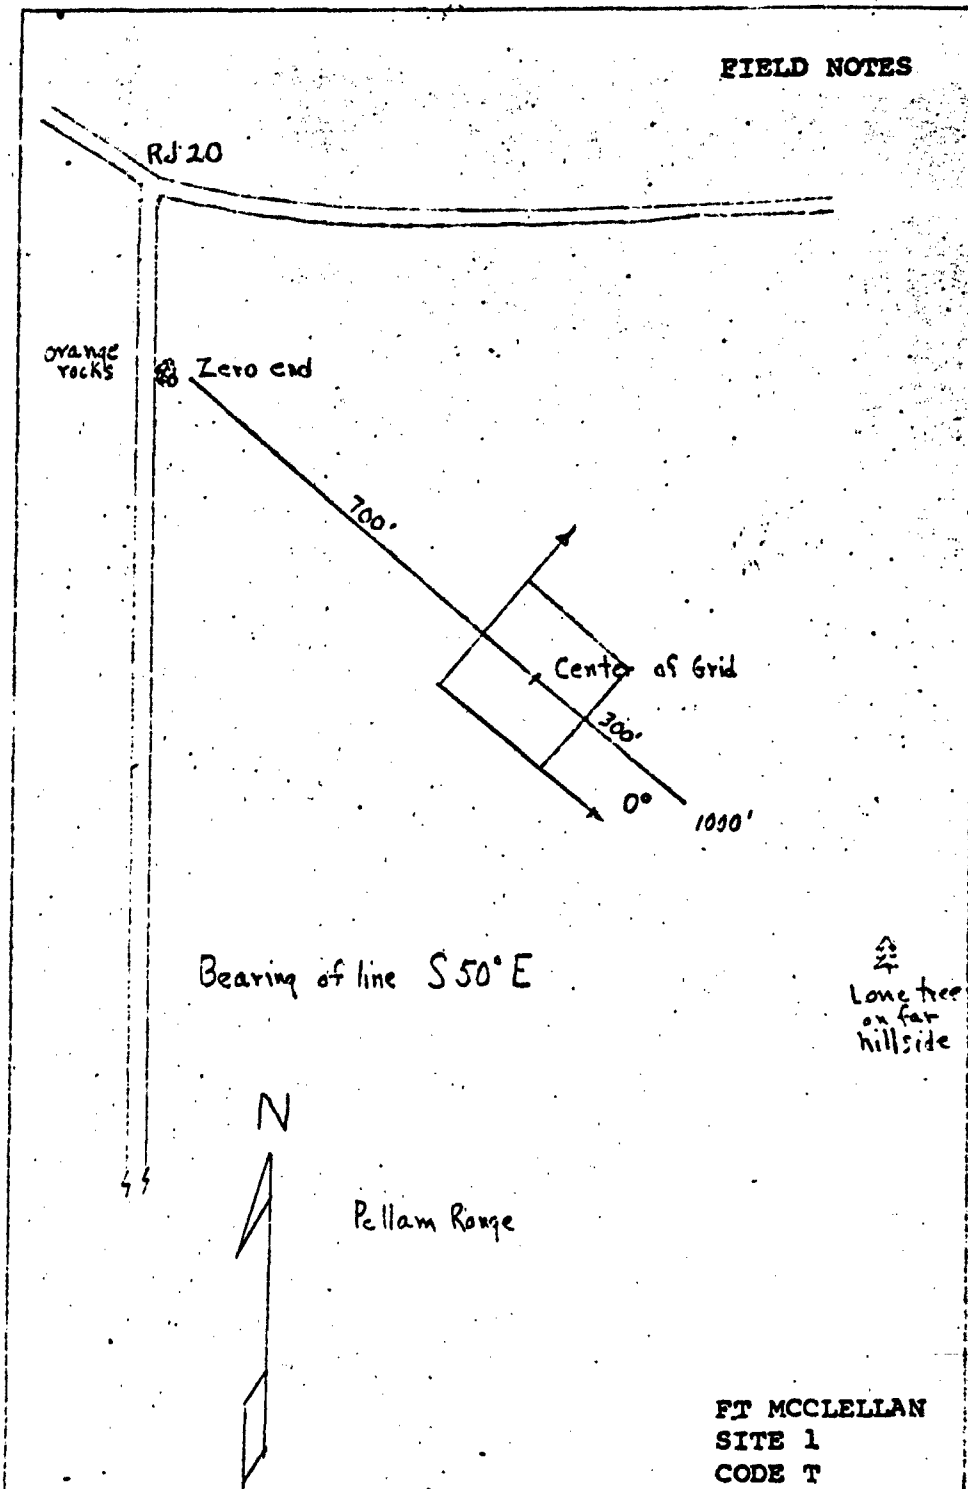 FIELD NOTES
RJ 20
orange
rocks
Zero end
700'
Center of Grid
300'
0°
1000'
Bearing of line S 50° E
Lone tree
on far
hillside
N
Pellam Range
FT MCCLELLAN
SITE 1
CODE T